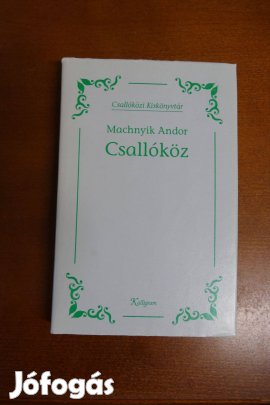 Csallóközi Kiskönyvtár
Machnyik Andor
Csallóköz
Kalligram
Jófogás